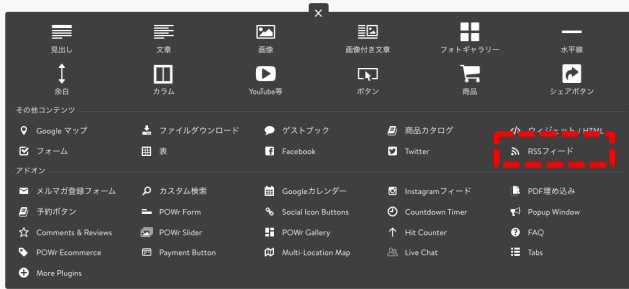 見出し 文章 画像 画像付き文章 フォトギャラリー 水平線
余白 カラム YouTube等 ボタン 商品 シェアボタン
その他コンテンツ
Google マップ ファイルダウンロード ゲストブック 商品カタログ ウィジェット / HTML
フォーム 表 Facebook Twitter RSSフィード
アドオン
メルマガ登録フォーム カスタム検索 Googleカレンダー Instagramフィード PDF埋め込み
予約ボタン POWr Form Social Icon Buttons Countdown Timer Popup Window
Comments & Reviews POWr Slider POWr Gallery Hit Counter FAQ
POWr Ecommerce Payment Button Multi-Location Map Live Chat Tabs
More Plugins